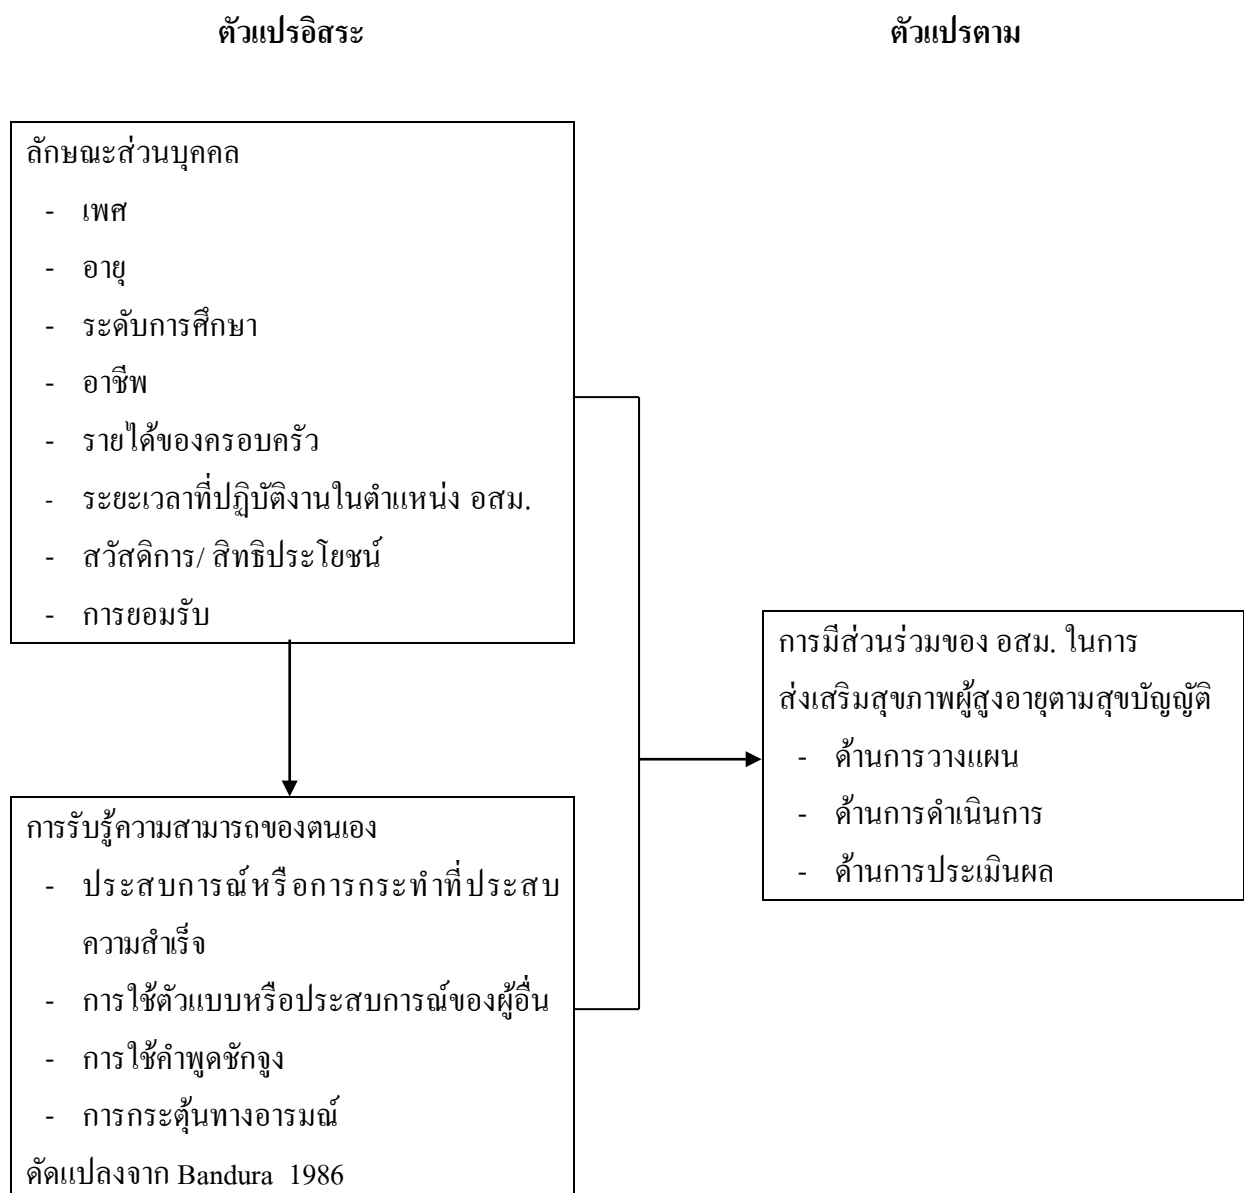 ตัวแปรอิสระ
ตัวแปรตาม
ลักษณะส่วนบุคคล
- เพศ
- อายุ
- ระดับการศึกษา
- อาชีพ
- รายได้ของครอบครัว
- ระยะเวลาที่ปฏิบัติงานในตำแหน่ง อสม.
- สวัสดิการ/ สิทธิประโยชน์
- การยอมรับ
การรับรู้ความสามารถของตนเอง
- ประสบการณ์หรือการกระทำที่ประสบ
ความสำเร็จ
- การใช้ตัวแบบหรือประสบการณ์ของผู้อื่น
- การใช้คำพูดชักจูง
- การกระตุ้นทางอารมณ์
ดัดแปลงจาก Bandura 1986
การมีส่วนร่วมของ อสม. ในการ
ส่งเสริมสุขภาพผู้สูงอายุตามสุขบัญญัติ
- ด้านการวางแผน
- ด้านการดำเนินการ
- ด้านการประเมินผล